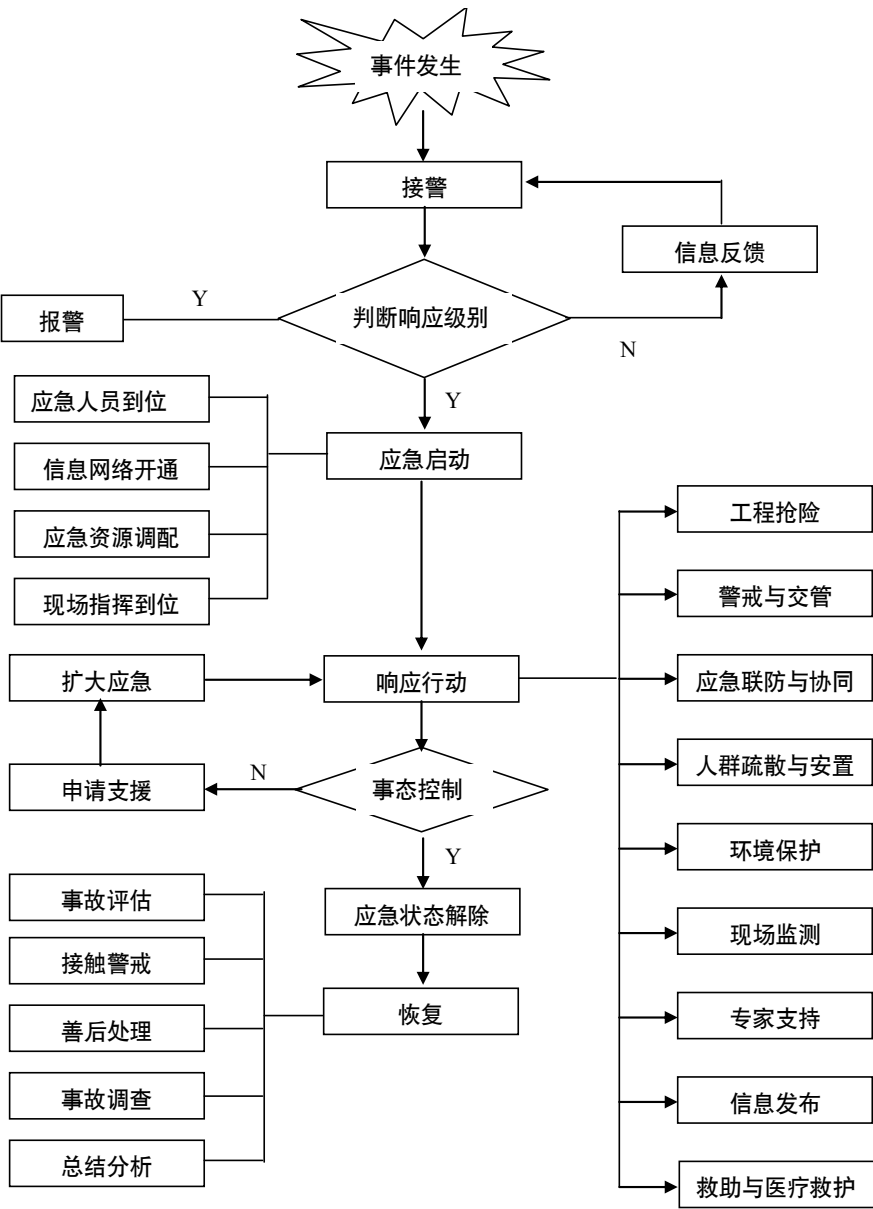 事件发生
接警
信息反馈
判断响应级别
Y
报警
N
Y
应急人员到位
应急启动
信息网络开通
应急资源调配
现场指挥到位
工程抢险
警戒与交管
扩大应急
响应行动
应急联防与协同
人群疏散与安置
N
申请支援
事态控制
环境保护
Y
事故评估
应急状态解除
现场监测
接触警戒
善后处理
恢复
专家支持
事故调查
信息发布
总结分析
救助与医疗救护